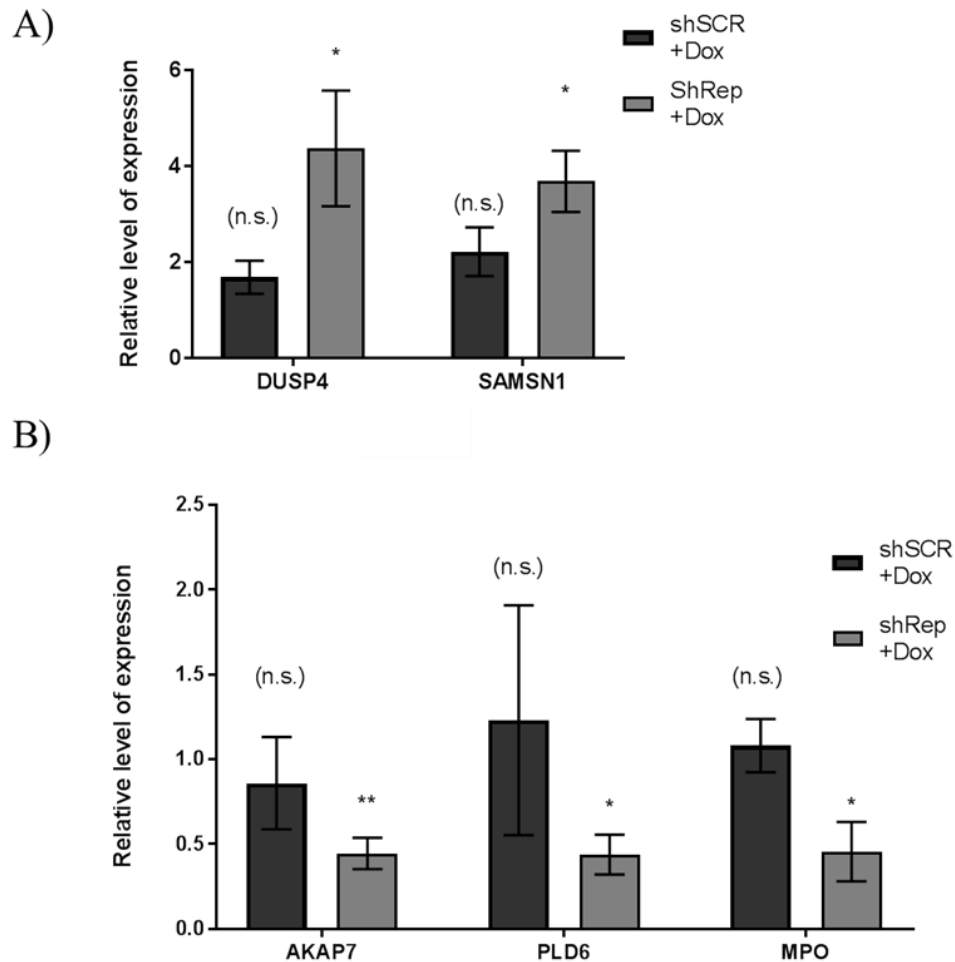 A)
shSCR
+Dox
ShRep
+Dox
Relative level of expression
6
4
2
0
(n.s.)
*
(n.s.)
*
DUSP4
SAMSN1
B)
shSCR
+Dox
shRep
+Dox
Relative level of expression
2.5
2.0
1.5
1.0
0.5
0.0
(n.s.)
**
(n.s.)
*
(n.s.)
*
AKAP7
PLD6
MPO